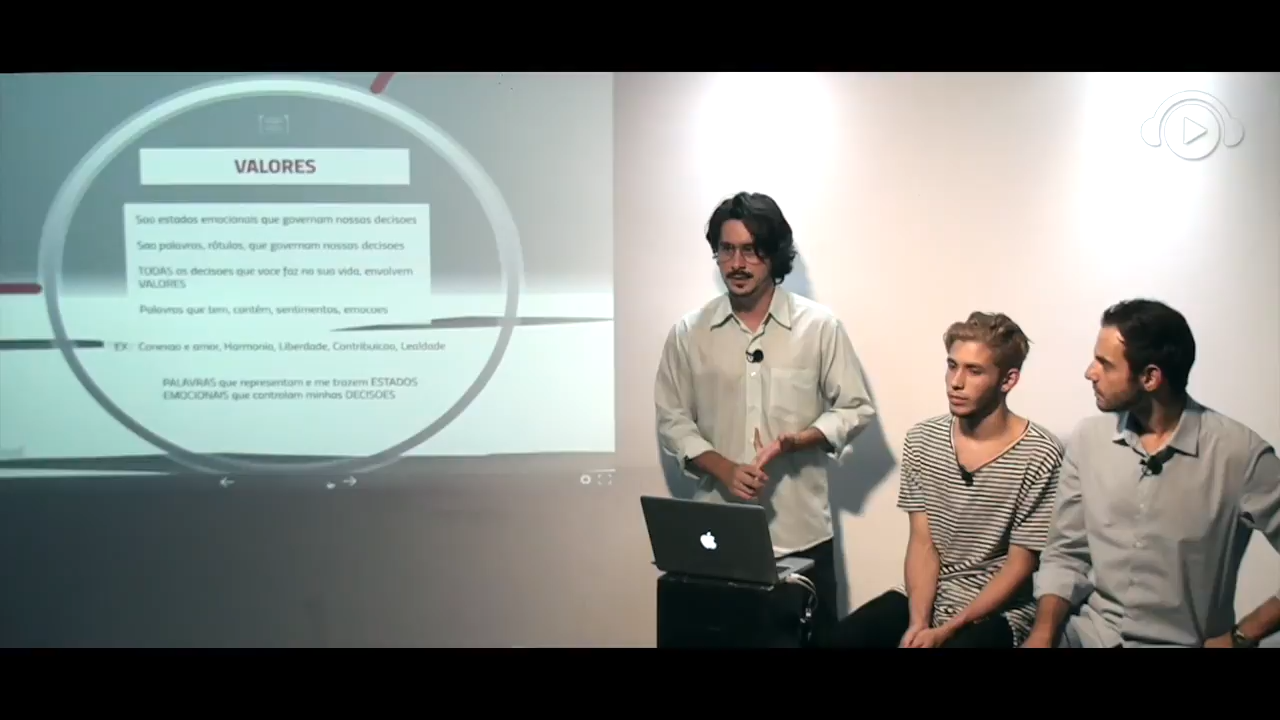 VALORES
Sao estados emocionais que governam nossas decisoes
Sao palavras, rótulos, que governam nossas decisoes
TODAS as decisoes que voce faz na sua vida, envolvem
VALORES
Palavras que tem, contêm, sentimentos, emocoes
EX: Conexao e amor, Harmonia, Liberdade, Contribuicao, Lealdade
PALAVRAS que representam e me trazem ESTADOS
EMOCIONAIS que controlam minhas DECISOES